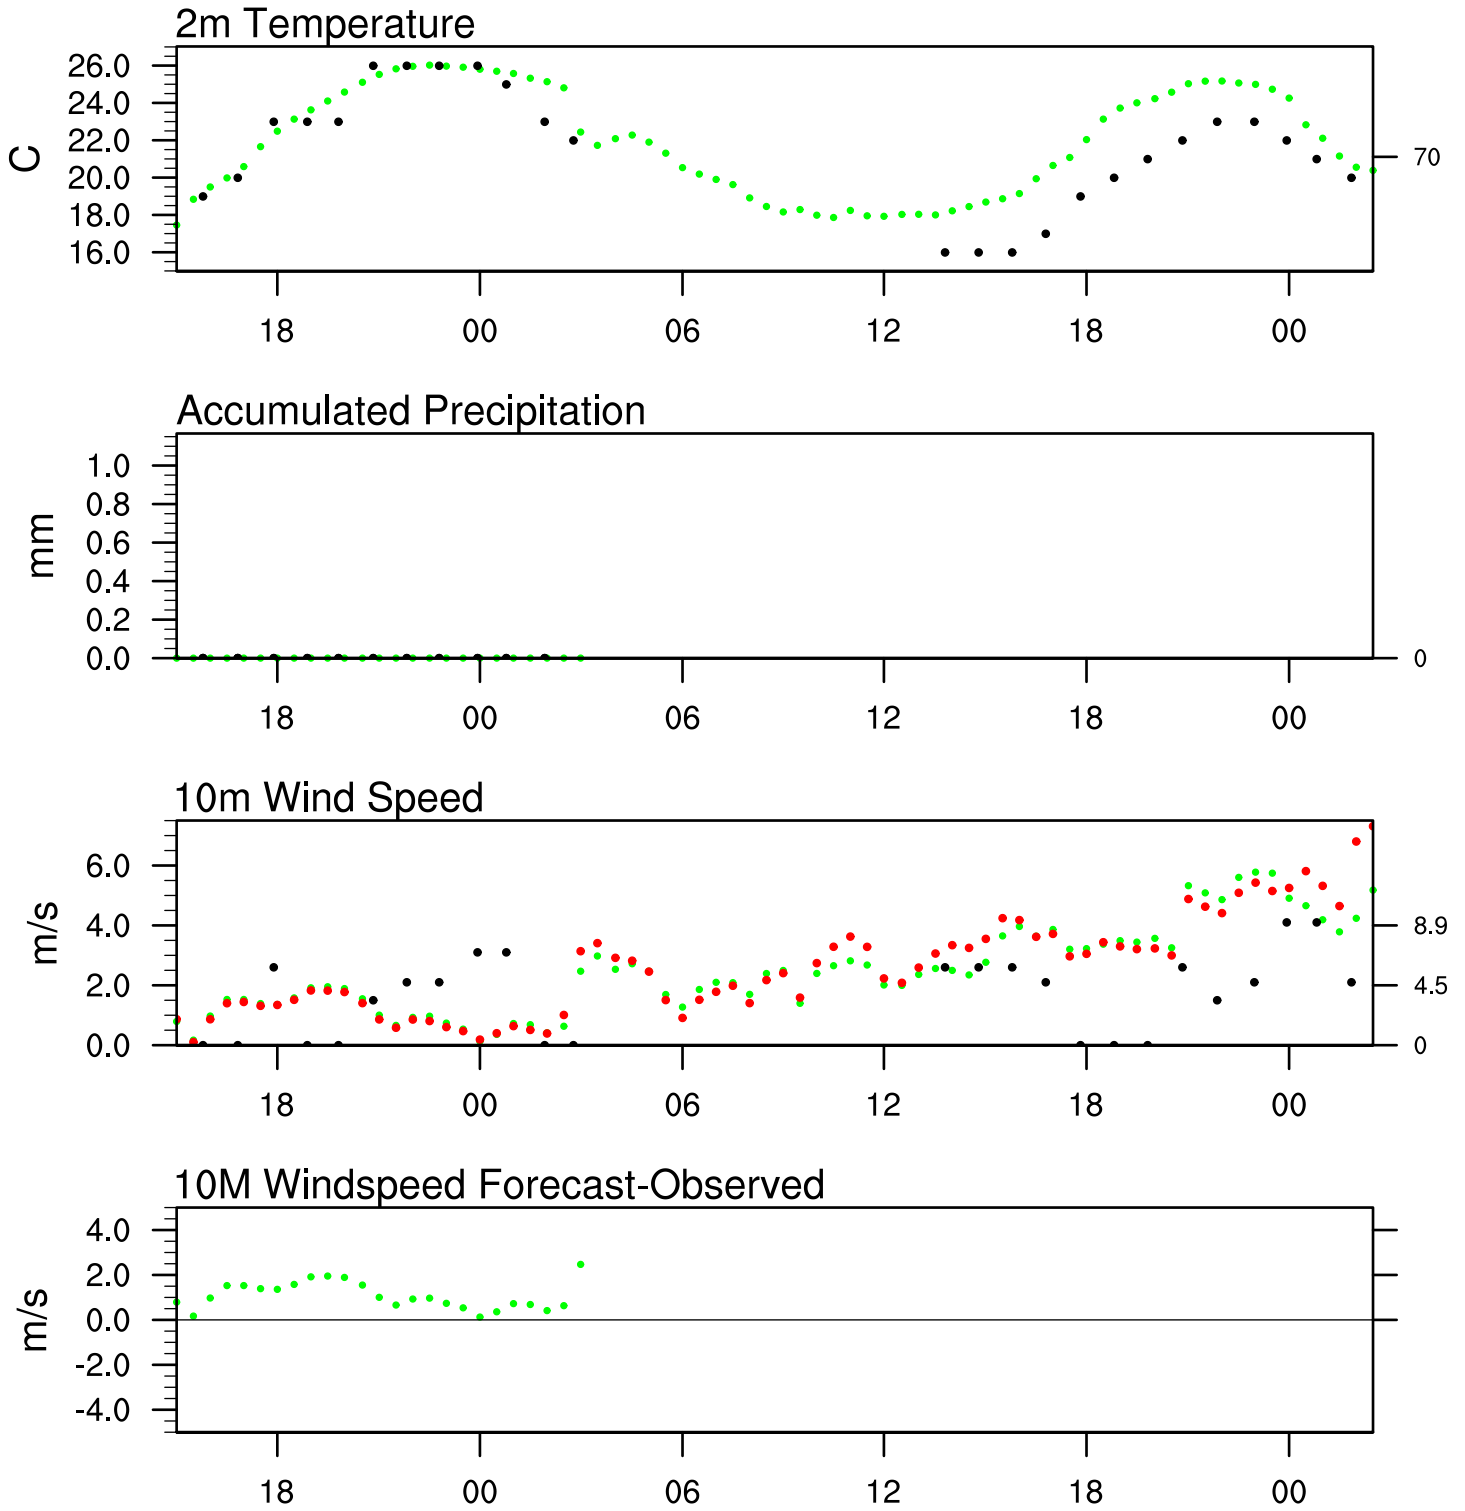 2m Temperature
26.0
24.0
22.0
20.0
18.0
16.0
C
70
18 00 06 12 18 00
Accumulated Precipitation
1.0
0.8
0.6
0.4
0.2
0.0
mm
0
18 00 06 12 18 00
10m Wind Speed
6.0
4.0
2.0
0.0
m/s
8.9
4.5
0
18 00 06 12 18 00
10M Windspeed Forecast-Observed
4.0
2.0
0.0
-2.0
-4.0
m/s
18 00 06 12 18 00